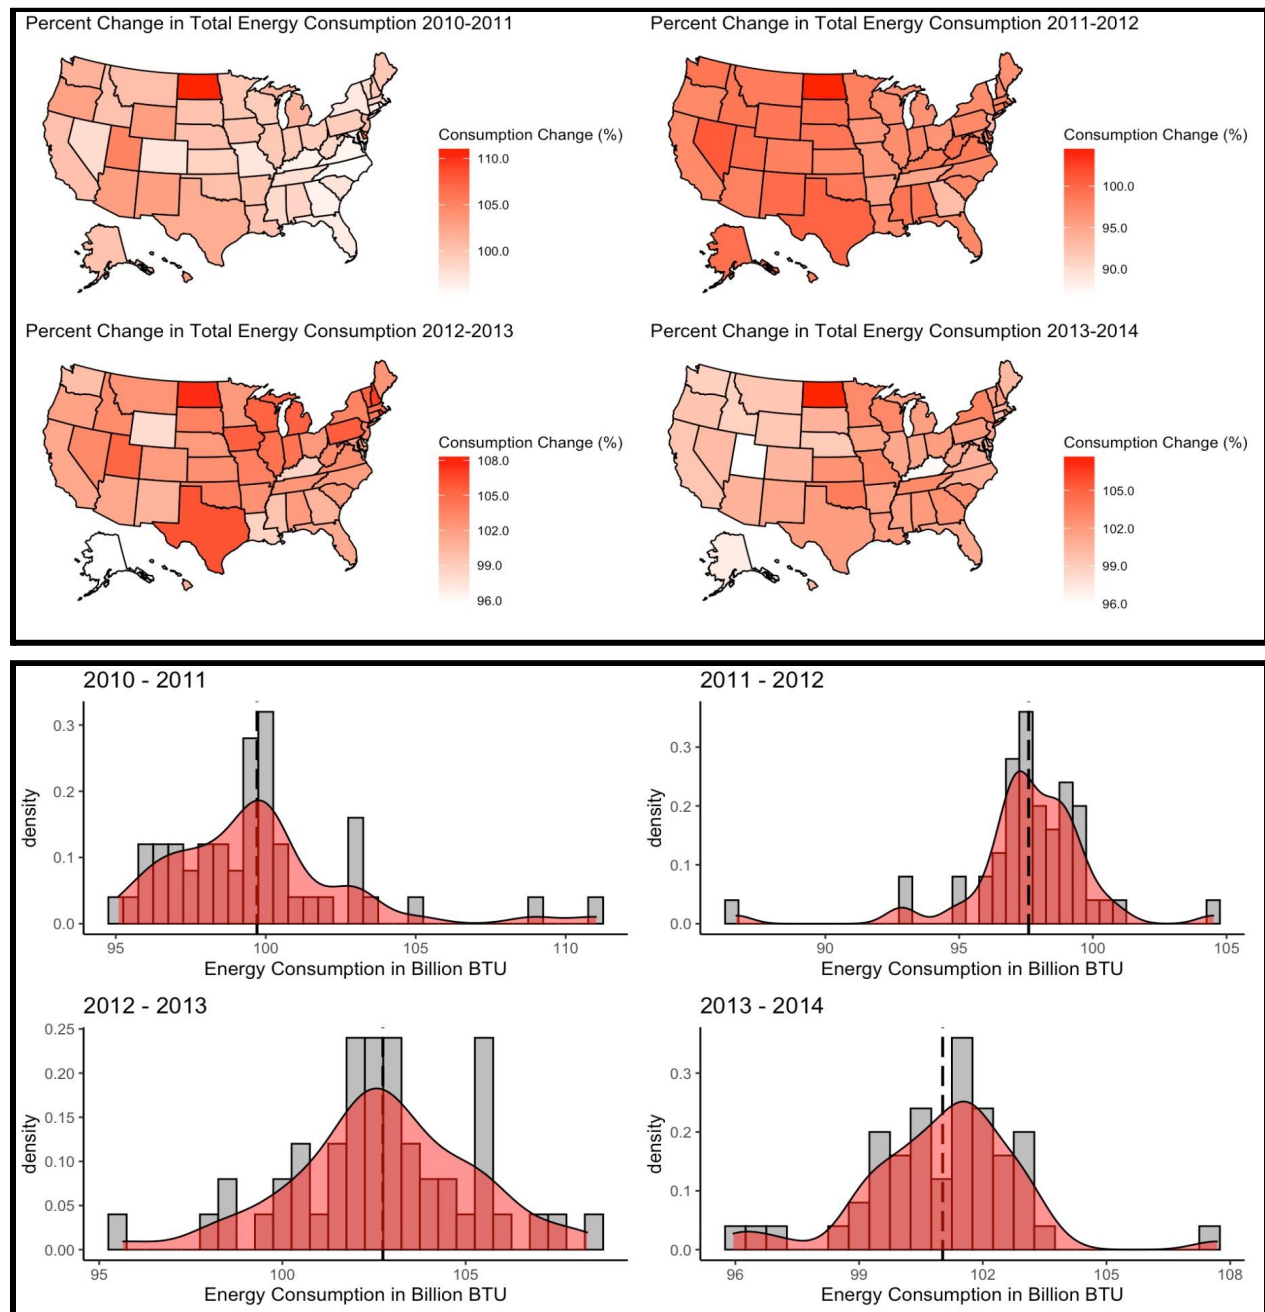 Percent Change in Total Energy Consumption 2010-2011
Consumption Change (%)
110.0
105.0
100.0
Percent Change in Total Energy Consumption 2011-2012
Consumption Change (%)
100.0
95.0
90.0
Percent Change in Total Energy Consumption 2012-2013
Consumption Change (%)
108.0
105.0
102.0
99.0
96.0
Percent Change in Total Energy Consumption 2013-2014
Consumption Change (%)
105.0
102.0
99.0
96.0
2010 - 2011
density
0.3
0.2
0.1
0.0
95 100 105 110
Energy Consumption in Billion BTU
2011 - 2012
density
0.3
0.2
0.1
0.0
90 95 100 105
Energy Consumption in Billion BTU
2012 - 2013
density
0.25
0.20
0.15
0.10
0.05
0.00
95 100 105
Energy Consumption in Billion BTU
2013 - 2014
density
0.3
0.2
0.1
0.0
96 99 102 105 108
Energy Consumption in Billion BTU